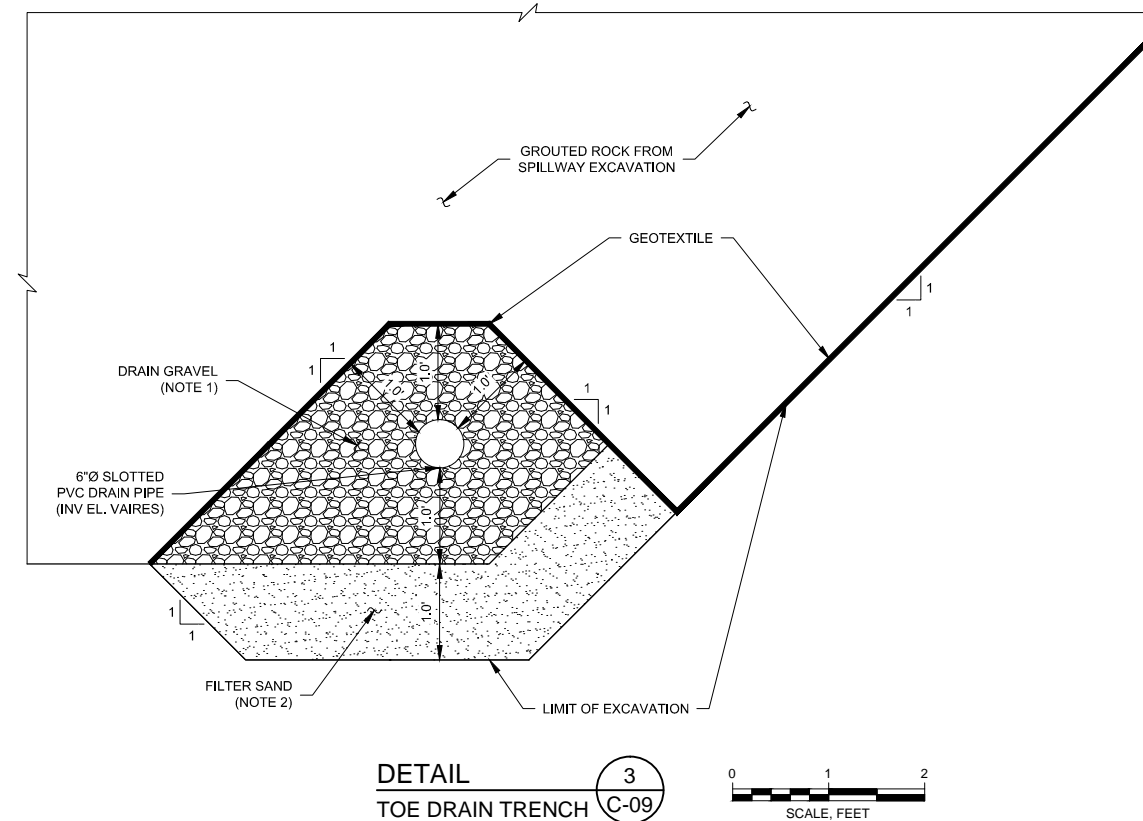 GROUTED ROCK FROM
SPILLWAY EXCAVATION
GEOTEXTILE
1
1
DRAIN GRAVEL
(NOTE 1)
1
1
1.0'
1.0'
1.0'
1
1
6"Ø SLOTTED
PVC DRAIN PIPE
(INV EL. VAIRES)
1.0'
1.0'
1
1
FILTER SAND
(NOTE 2)
LIMIT OF EXCAVATION
DETAIL
TOE DRAIN TRENCH
3
C-09
0 1 2
SCALE, FEET